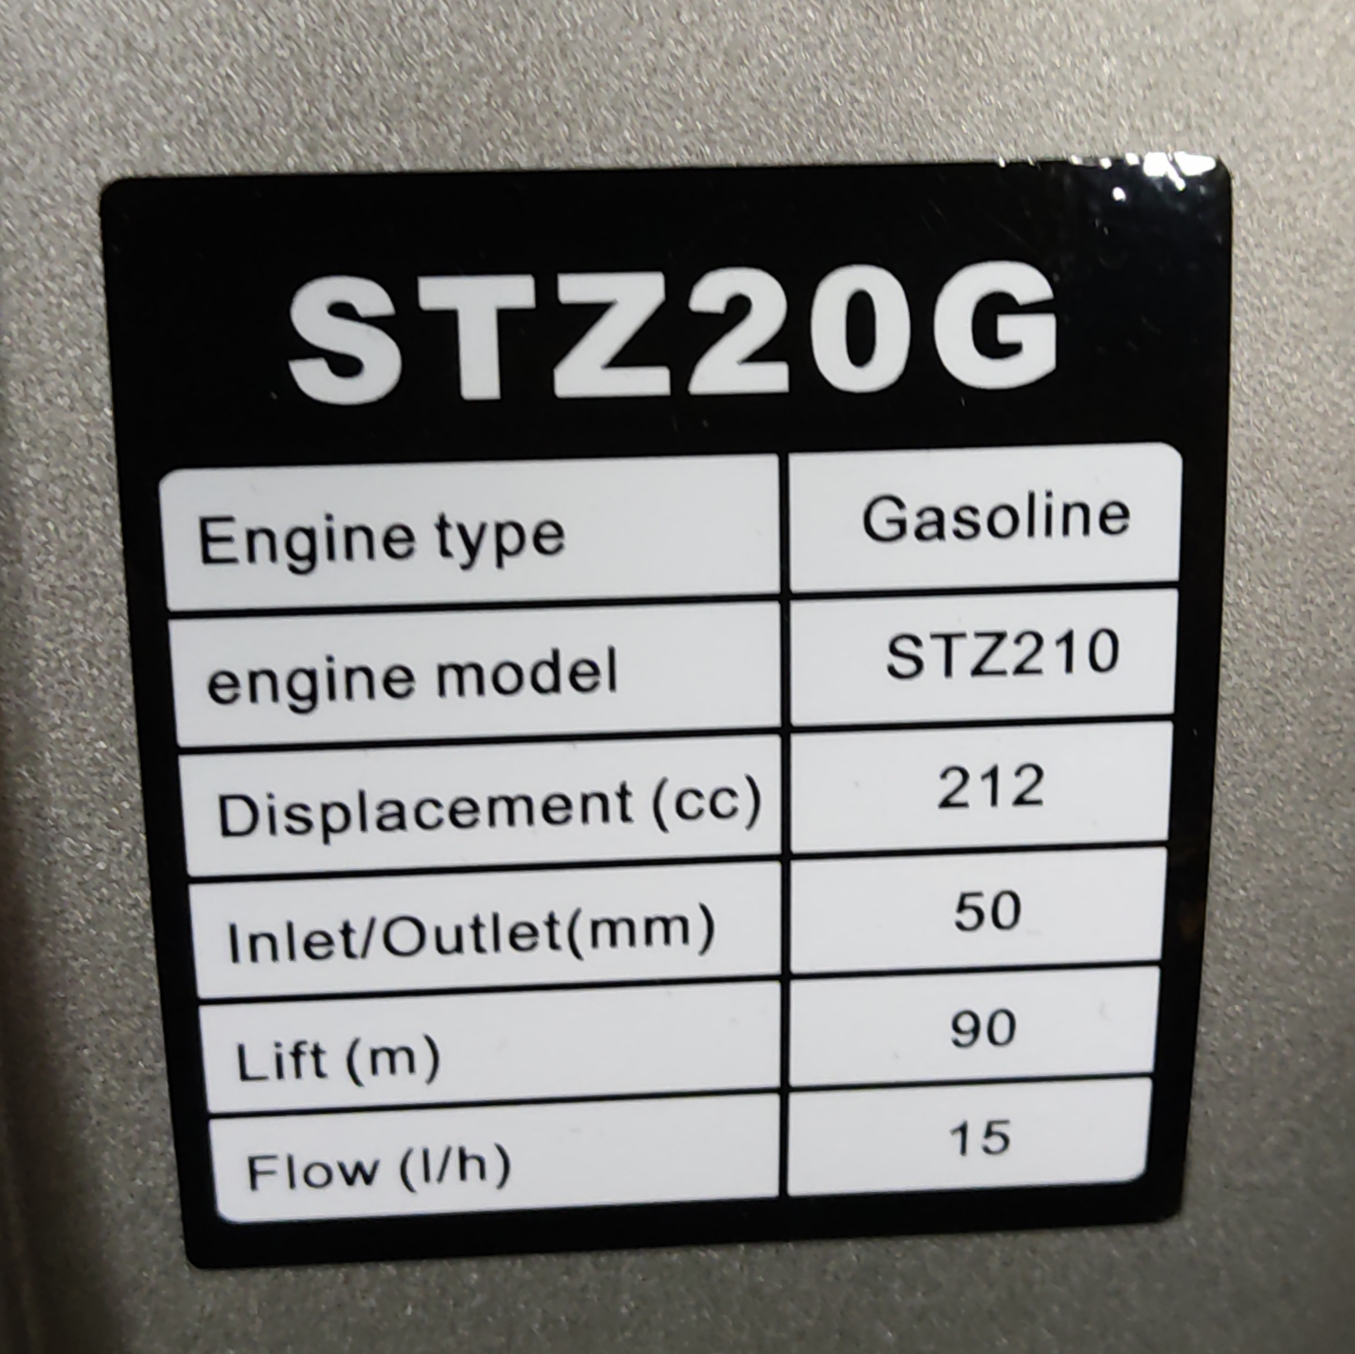 STZ20G
Engine type Gasoline
engine model STZ210
Displacement (cc) 212
Inlet/Outlet(mm) 50
Lift (m) 90
Flow (l/h) 15